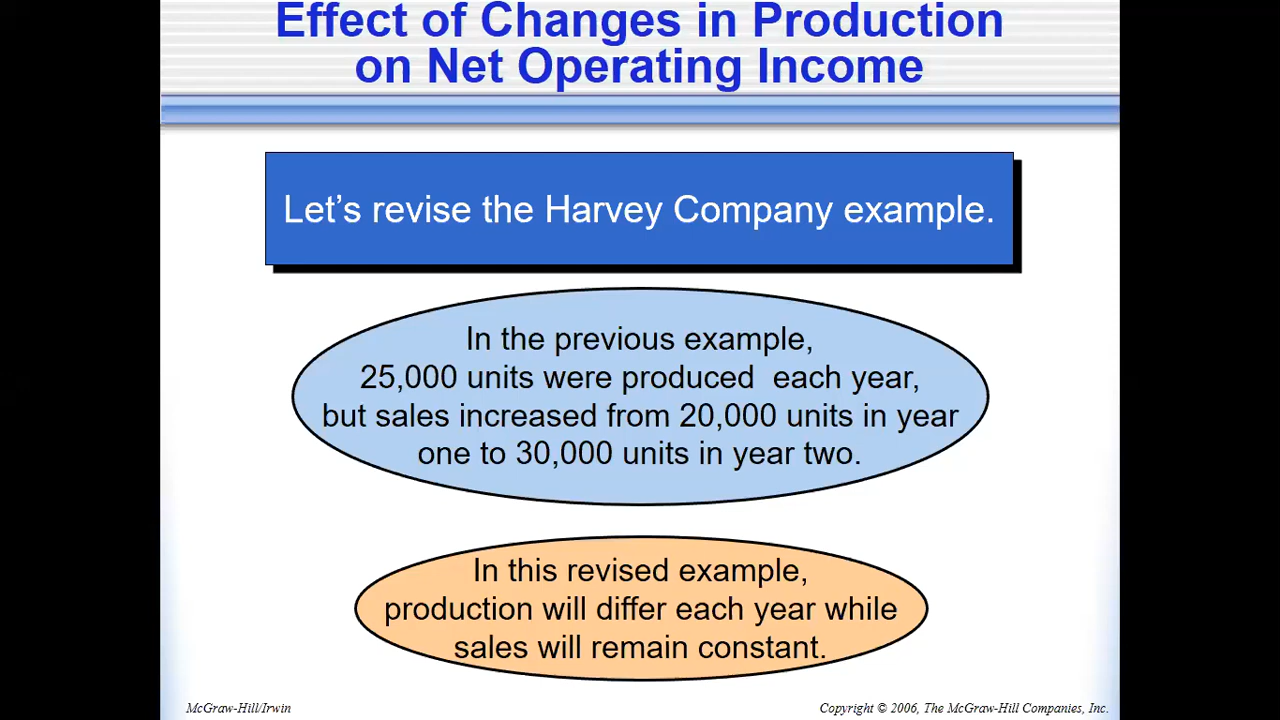 Effect of Changes in Production
on Net Operating Income
Let’s revise the Harvey Company example.
In the previous example,
25,000 units were produced  each year,
but sales increased from 20,000 units in year
one to 30,000 units in year two.
In this revised example,
production will differ each year while
sales will remain constant.
McGraw-Hill/Irwin
Copyright © 2006, The McGraw-Hill Companies, Inc.